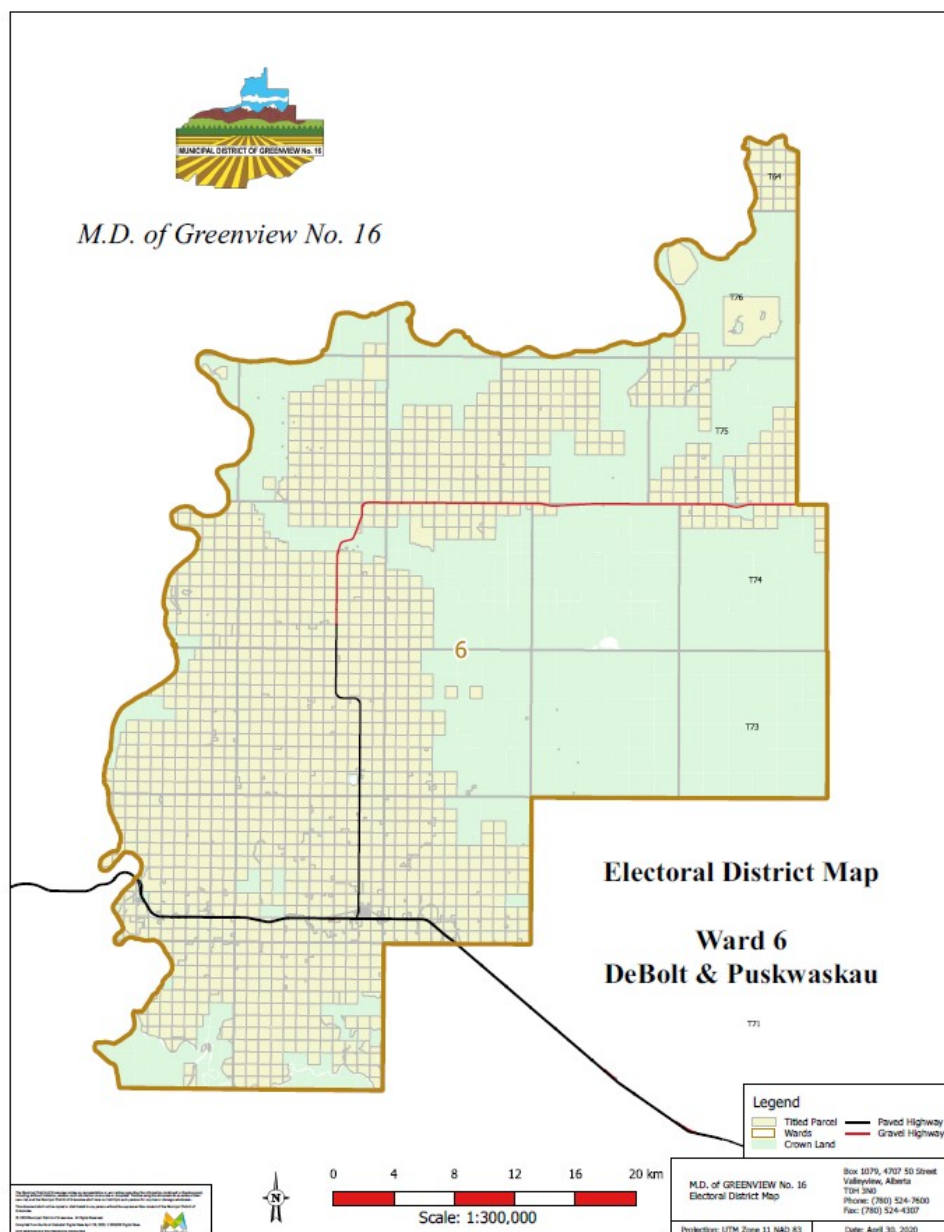 MUNICIPAL DISTRICT OF GREENVIEW No. 16
M.D. of Greenview No. 16
T64
T76
T75
T74
6
T73
Electoral District Map
Ward 6
DeBolt & Puskwaskau
T71
Legend
Titled Parcel
Wards
Crown Land
Paved Highway
Gravel Highway
0 4 8 12 16 20 km
Scale: 1:300,000
N
M.D. of GREENVIEW No. 16
Electoral District Map
Box 1079, 4707 50 Street
Valleyview, Alberta
T0H 3N0
Phone: (780) 524-7600
Fax: (780) 524-4307
Projection: UTM Zone 11 NAD 83
Date: April 30, 2020